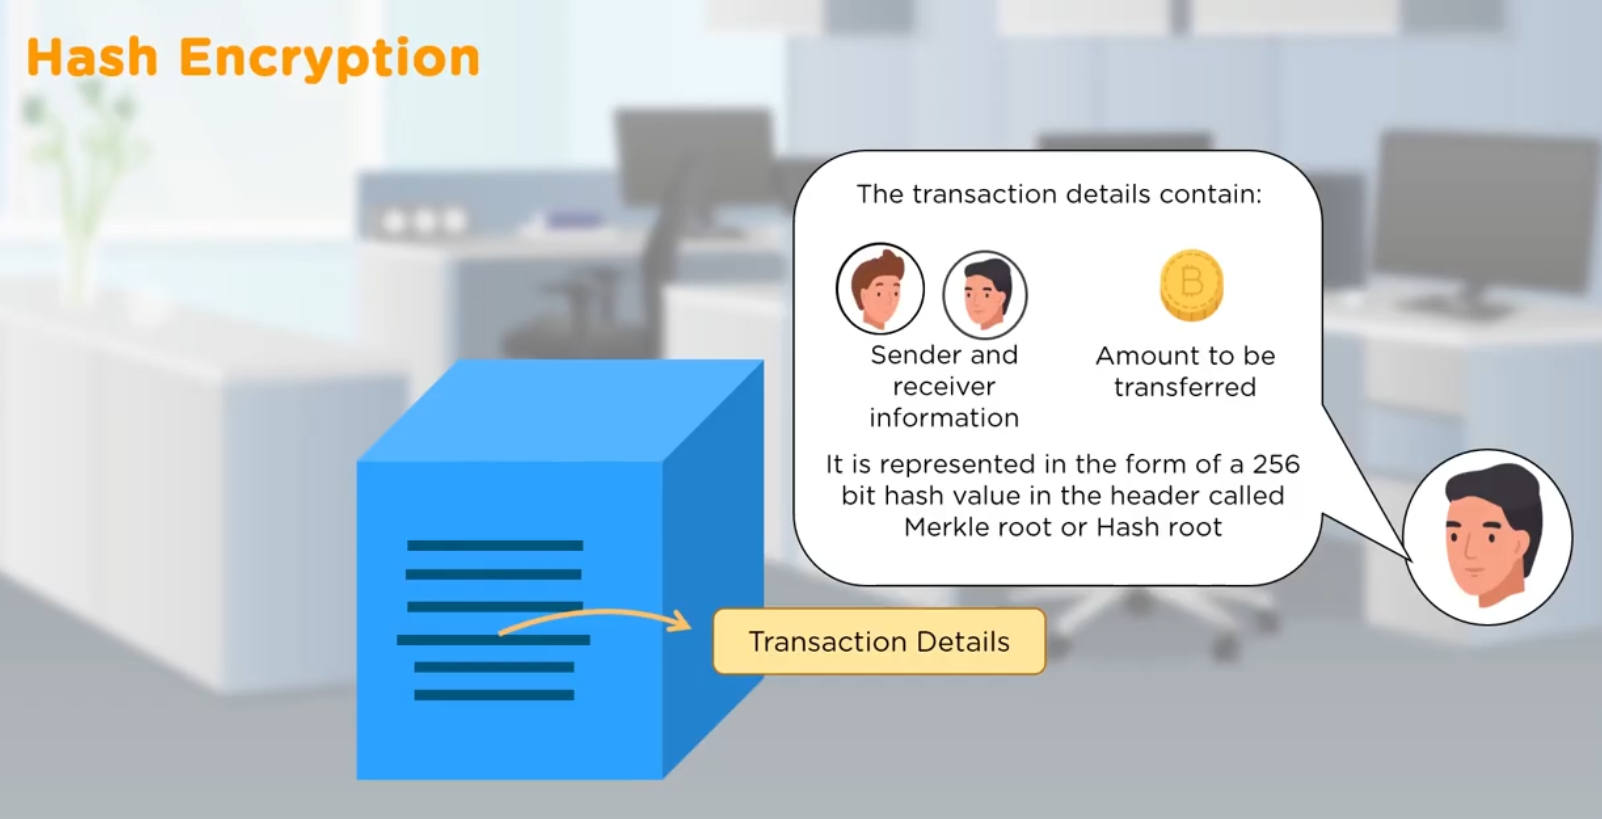 Hash Encryption
The transaction details contain:
Sender and
receiver
information
Amount to be
transferred
It is represented in the form of a 256
bit hash value in the header called
Merkle root or Hash root
Transaction Details